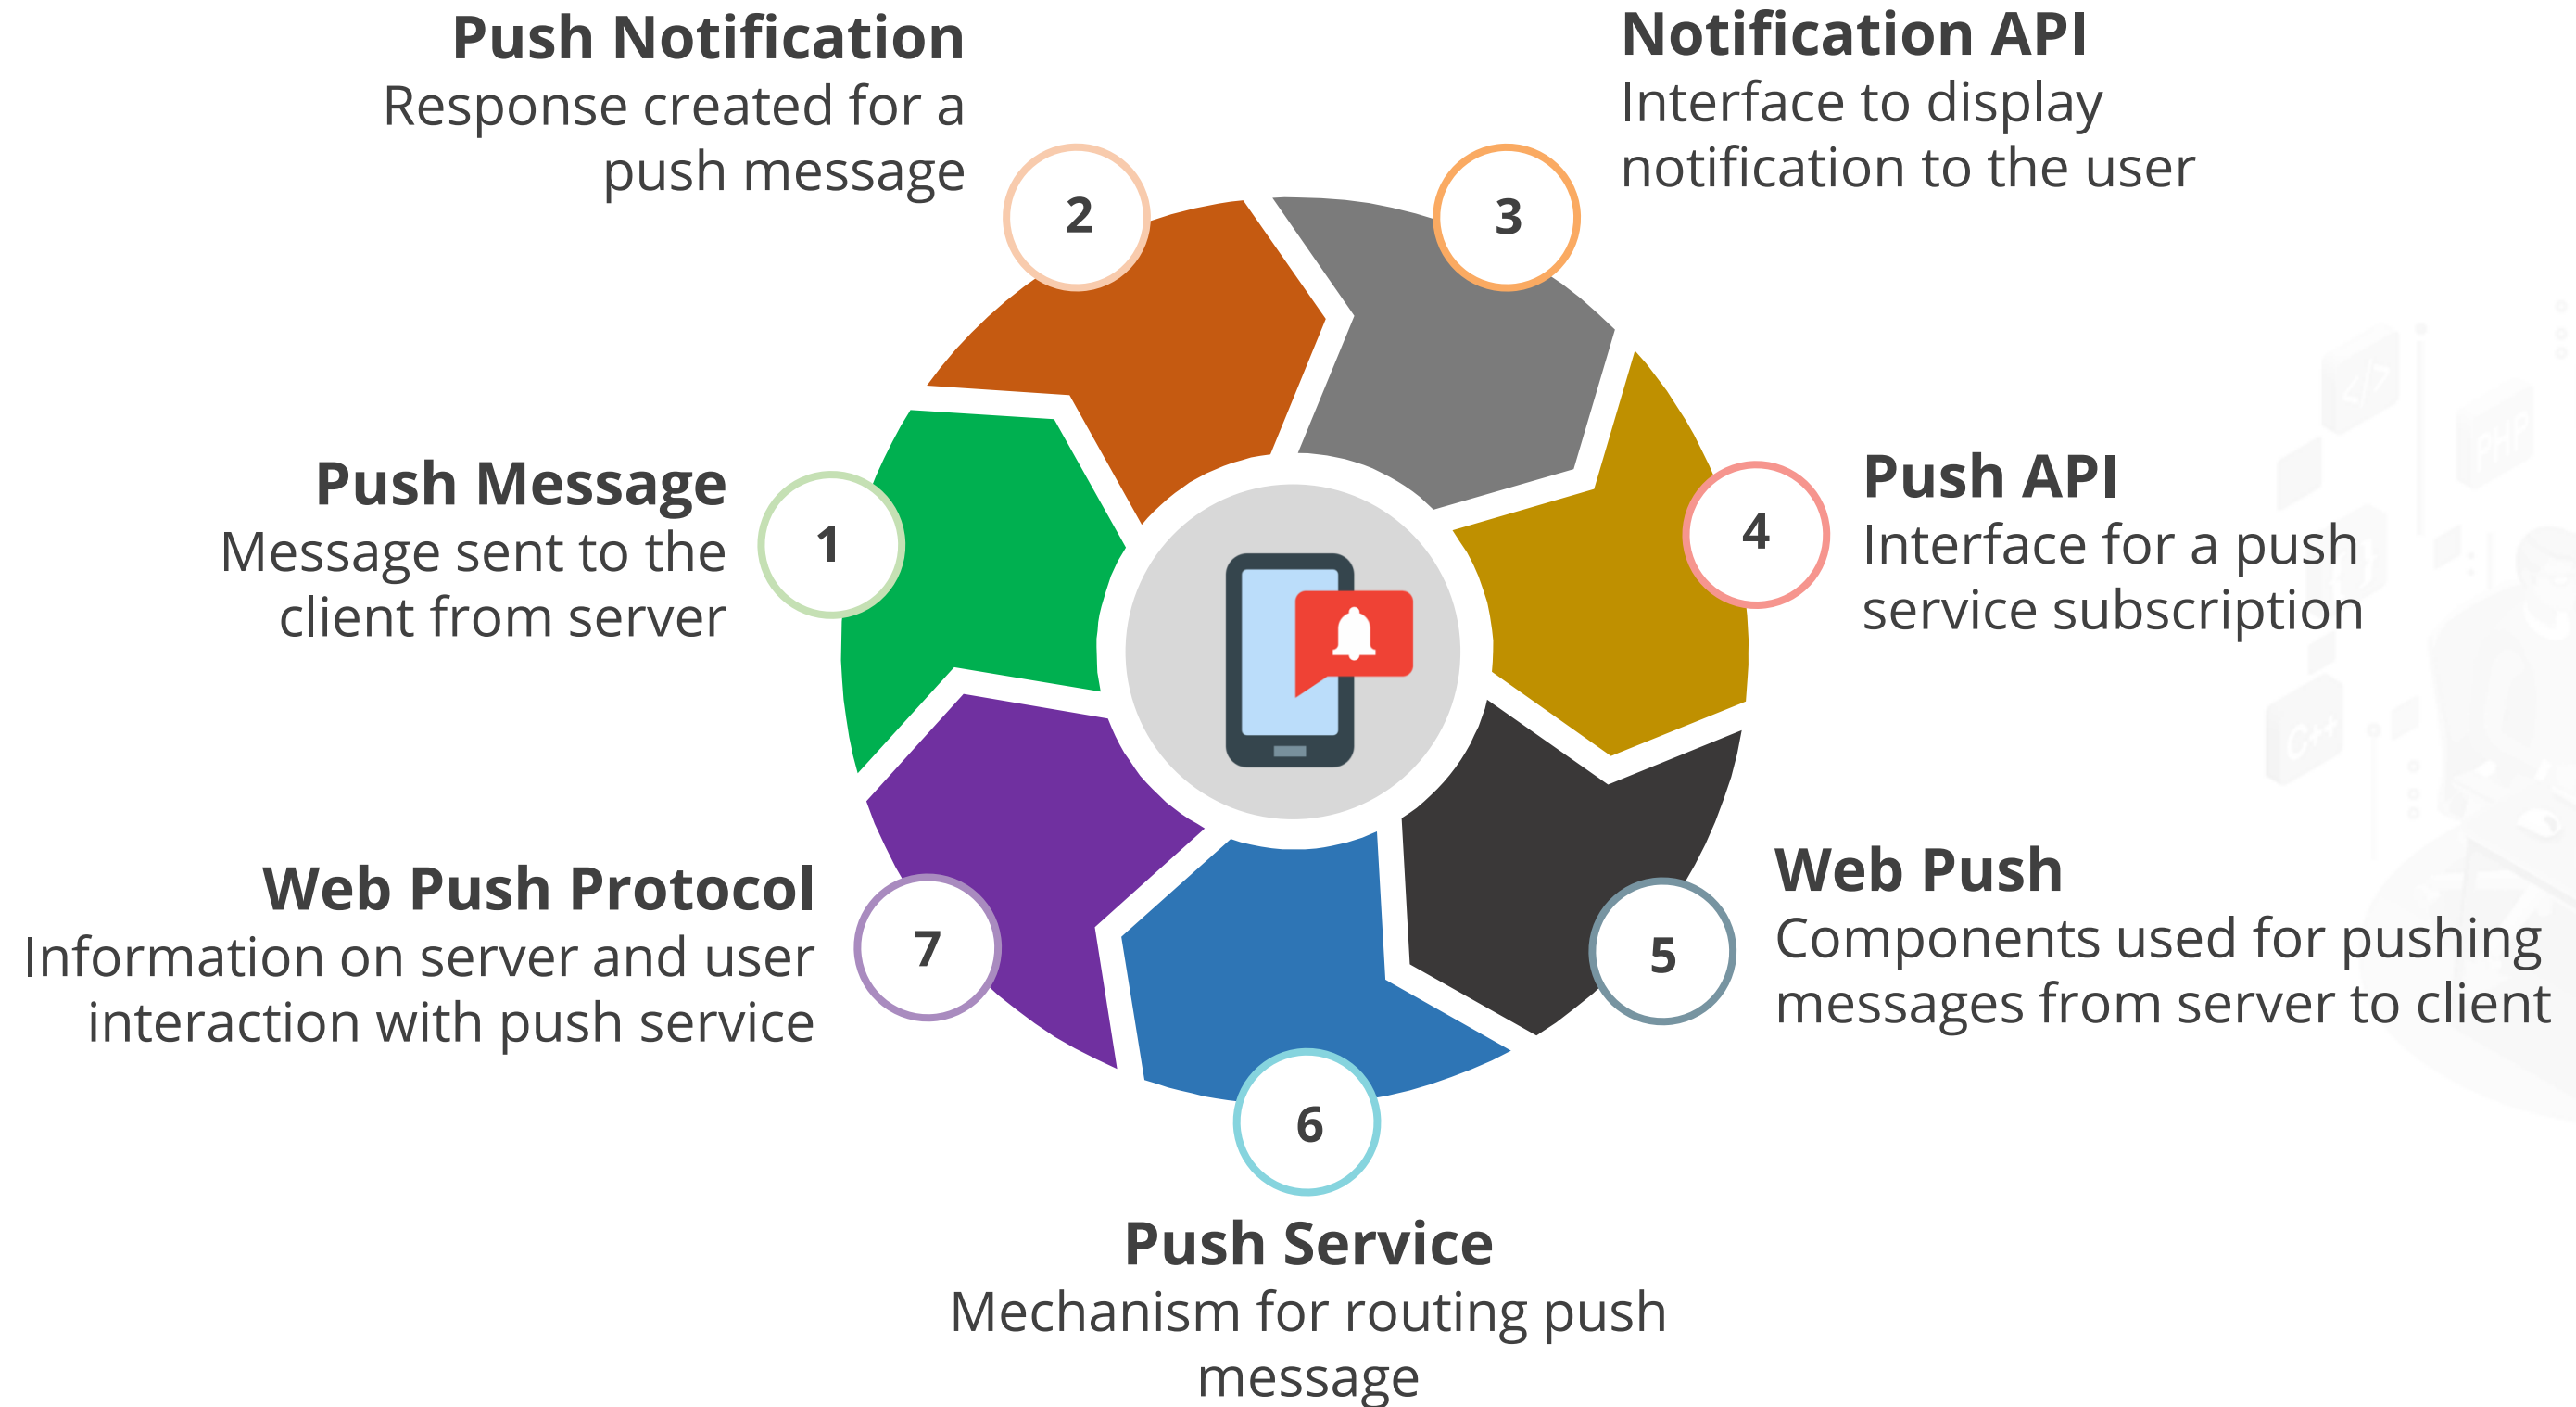 Push Notification
Response created for a
push message
2
Notification API
Interface to display
notification to the user
3
Push Message
Message sent to the
client from server
1
Push API
Interface for a push
service subscription
4
Web Push Protocol
Information on server and user
interaction with push service
7
Web Push
Components used for pushing
messages from server to client
5
6
Push Service
Mechanism for routing push
message
</>
PHP
C++